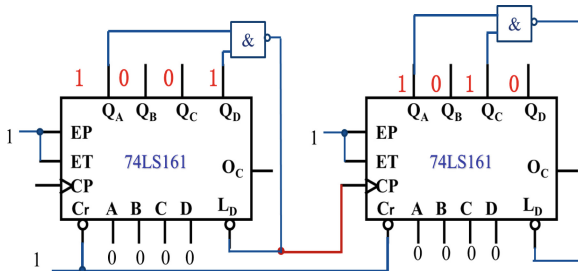 & &
1 0 0 1 1 0 1 0
Q_A Q_B Q_C Q_D Q_A Q_B Q_C Q_D
1 EP 1 EP
ET 74LS161 ET 74LS161
O_C O_C
CP CP
Cr A B C D L_D Cr A B C D L_D
1 0 0 0 0 0 0 0 0